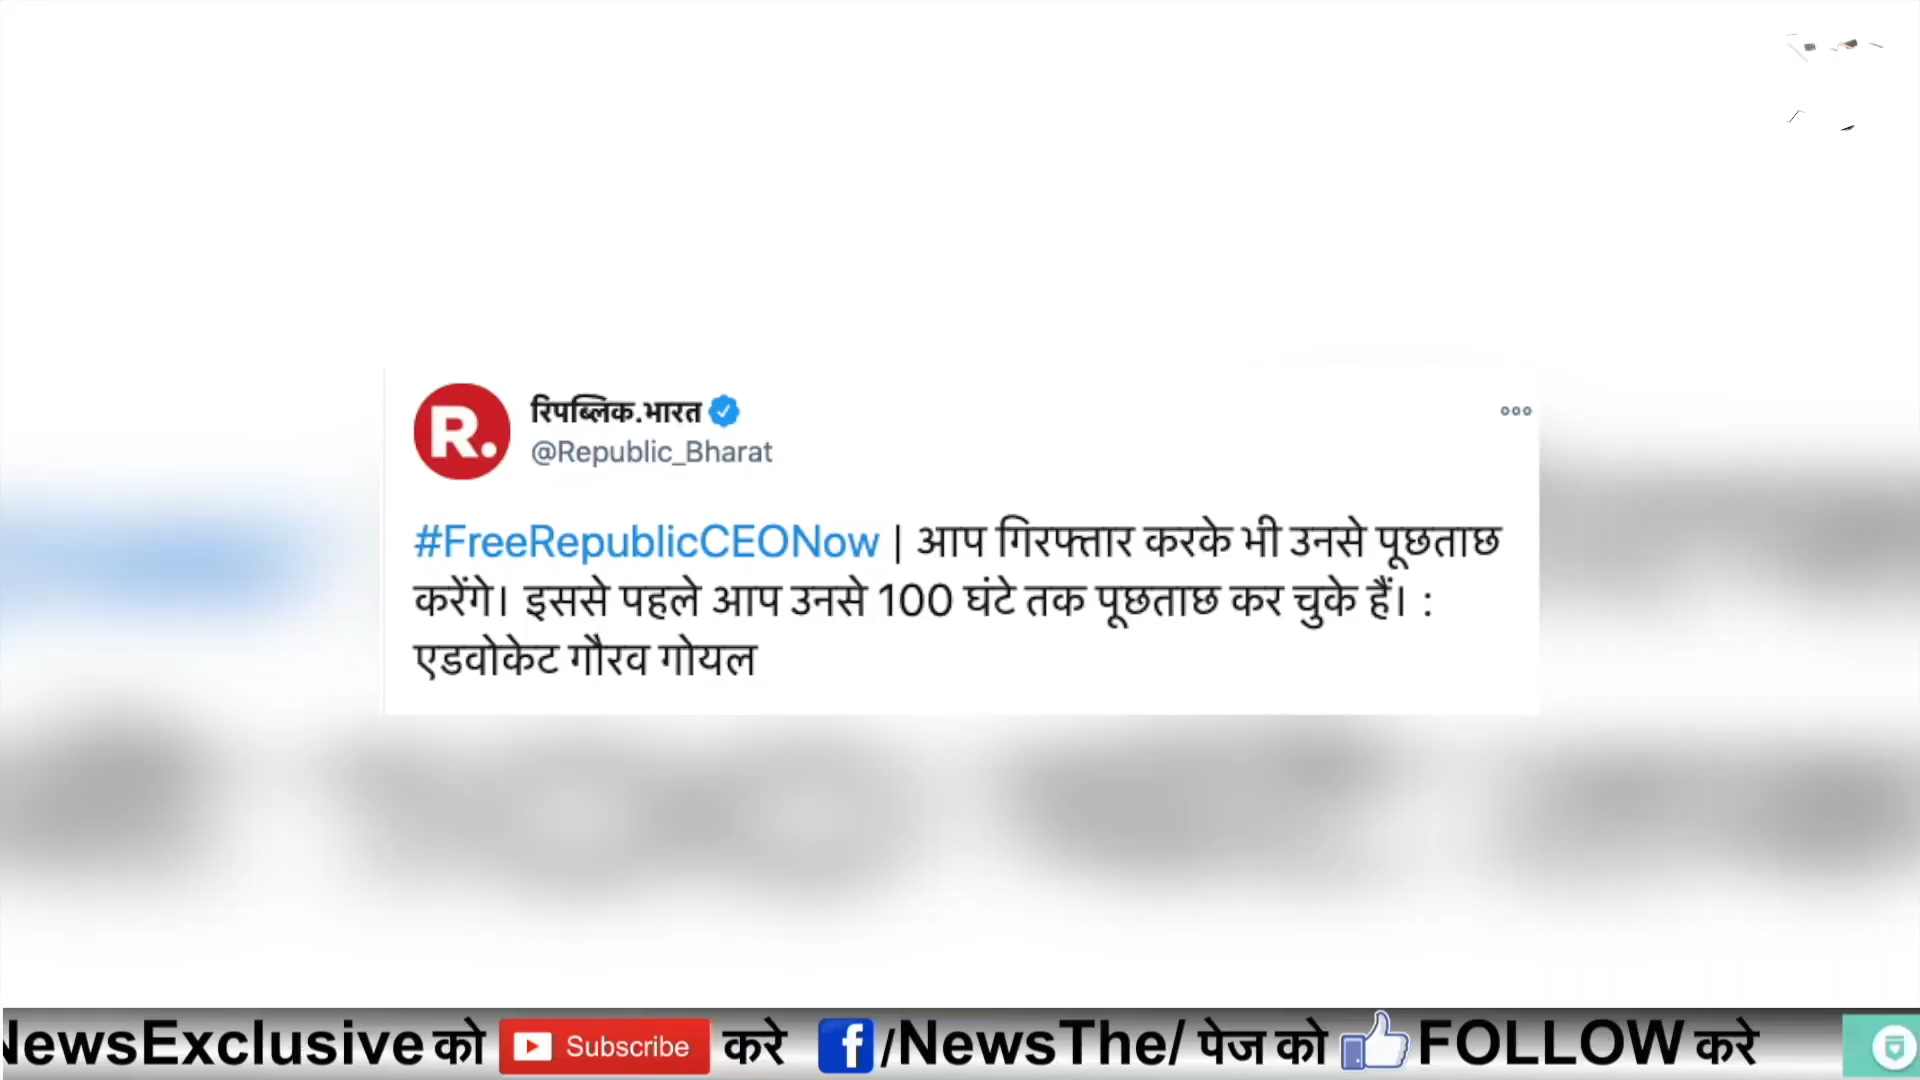 रिपब्लिक.भारत
@Republic_Bharat
#FreeRepublicCEONow | आप गिरफ्तार करके भी उनसे पूछताछ
करेंगे। इससे पहले आप उनसे 100 घंटे तक पूछताछ कर चुके हैं। :
एडवोकेट गौरव गोयल
NewsExclusive को Subscribe करे f/NewsThe/ पेज को FOLLOW करे